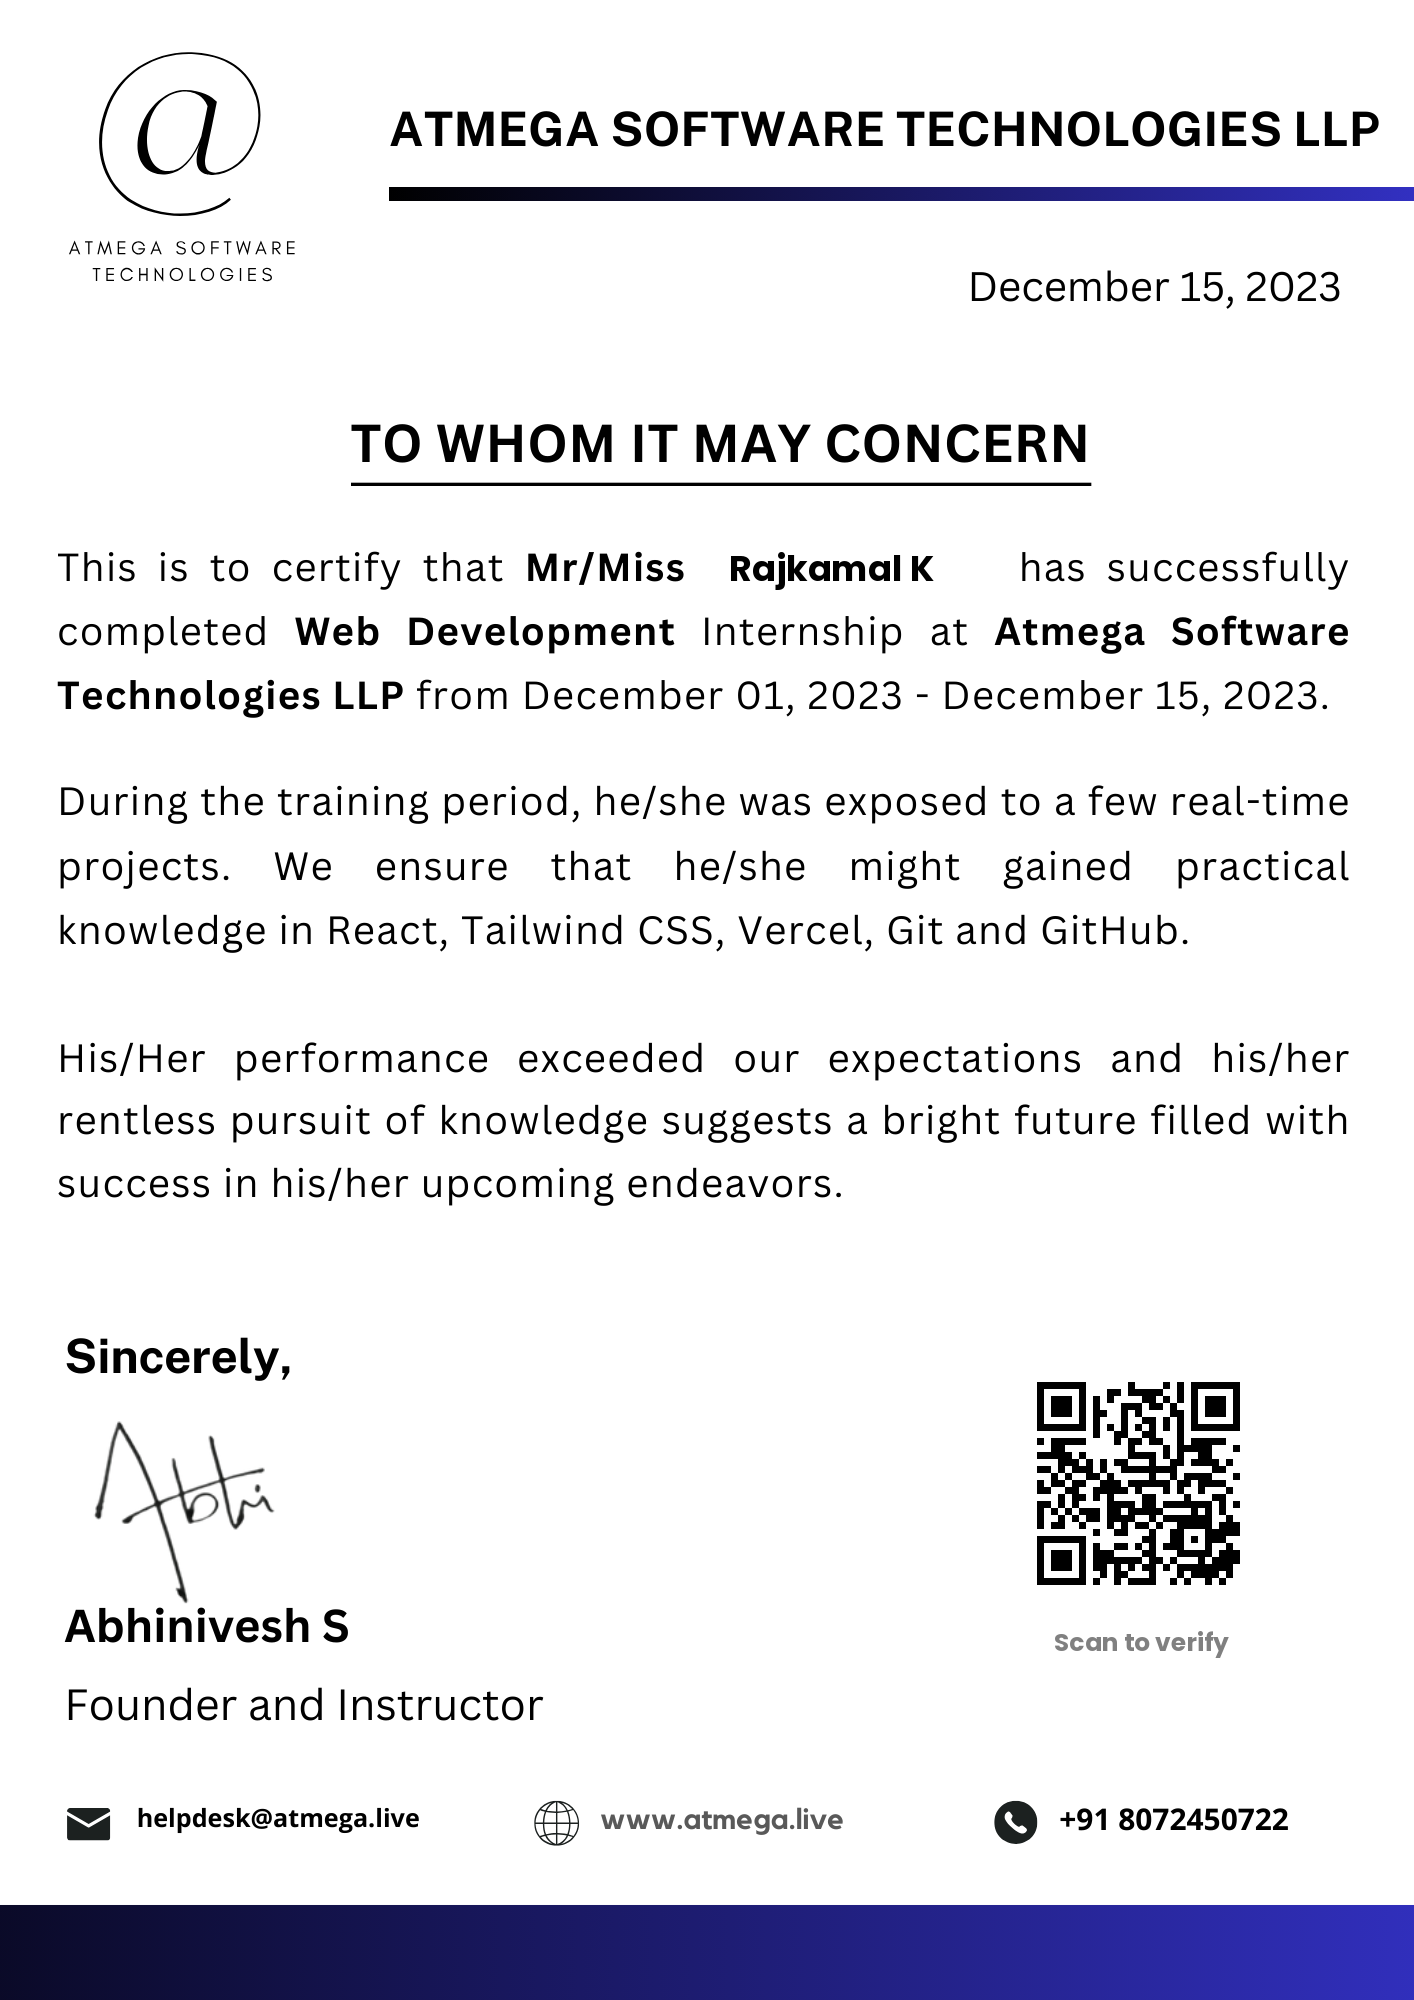 a
ATMEGA SOFTWARE
TECHNOLOGIES
ATMEGA SOFTWARE TECHNOLOGIES LLP
December 15, 2023
TO WHOM IT MAY CONCERN
This is to certify that Mr/Miss Rajkamal K has successfully
completed Web Development Internship at Atmega Software
Technologies LLP from December 01, 2023 - December 15, 2023.
During the training period, he/she was exposed to a few real-time
projects. We ensure that he/she might gained practical
knowledge in React, Tailwind CSS, Vercel, Git and GitHub.
His/Her performance exceeded our expectations and his/her
rentless pursuit of knowledge suggests a bright future filled with
success in his/her upcoming endeavors.
Sincerely,
Abhi
Abhinivesh S
Founder and Instructor
Scan to verify
helpdesk@atmega.live
www.atmega.live
+91 8072450722